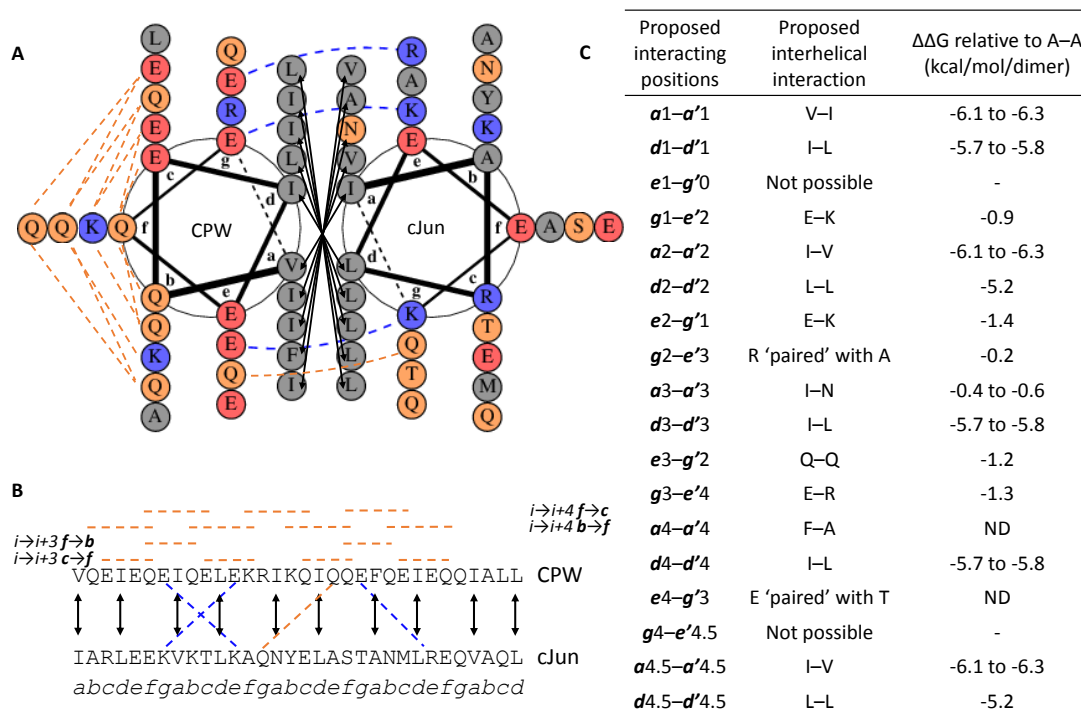 A
L Q R A
E E L V A N
Q R I A K Y
E E I N E K
E L V A
c g e b
d I I a
Q Q K Q f CPW cJun f E A S E
a V L d
b e g c
Q E I L K R
Q E I L Q T
K Q F L T E
Q E I L Q M
A Q
B
i→i+4 f→c
i→i+4 b→f
i→i+3 f→b
i→i+3 c→f
VQEIEQEIQELEKRIKQIQQEFQEIEQQIALL CPW
IARLEEKVKTLKAQNYELASTANMLREQVAQL cJun
abcdefgabcdefgabcdefgabcdefgabcd
C
Proposed interacting positions Proposed interhelical interaction ΔΔG relative to A–A (kcal/mol/dimer)
a1–a'1 V–I -6.1 to -6.3
d1–d'1 I–L -5.7 to -5.8
e1–g'0 Not possible -
g1–e'2 E–K -0.9
a2–a'2 I–V -6.1 to -6.3
d2–d'2 L–L -5.2
e2–g'1 E–K -1.4
g2–e'3 R 'paired' with A -0.2
a3–a'3 I–N -0.4 to -0.6
d3–d'3 I–L -5.7 to -5.8
e3–g'2 Q–Q -1.2
g3–e'4 E–R -1.3
a4–a'4 F–A ND
d4–d'4 I–L -5.7 to -5.8
e4–g'3 E 'paired' with T ND
g4–e'4.5 Not possible -
a4.5–a'4.5 I–V -6.1 to -6.3
d4.5–d'4.5 L–L -5.2